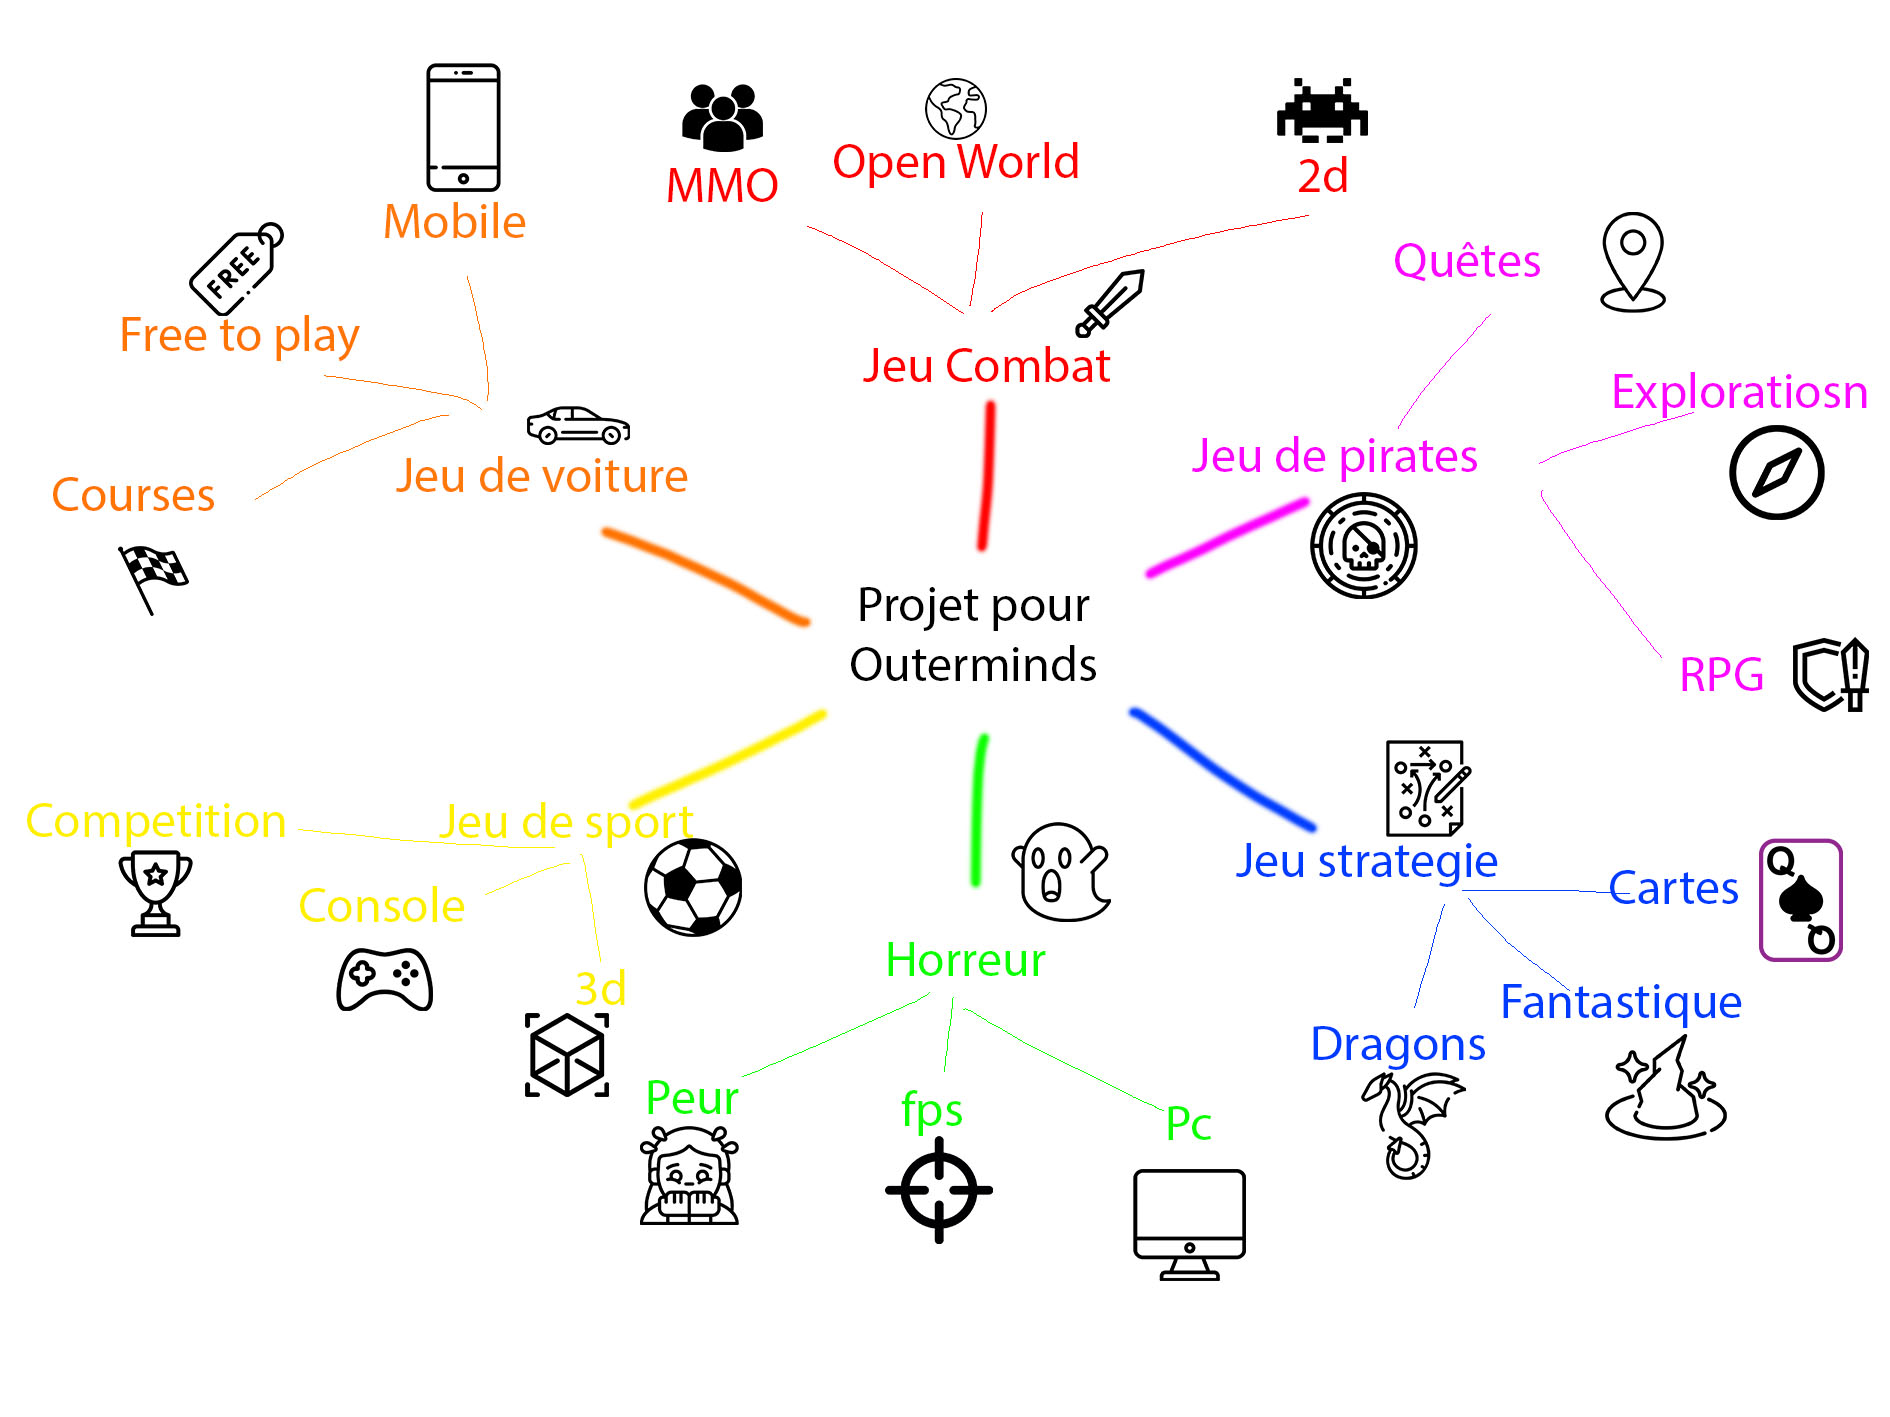 Mobile
MMO
Open World
2d
FREE
Free to play
Quêtes
Jeu Combat
Exploratiosn
Courses
Jeu de voiture
Jeu de pirates
Projet pour
Outerminds
RPG
Competition
Jeu de sport
Jeu strategie
Cartes
Q
Q
Console
3d
Horreur
Fantastique
Dragons
Peur
fps
Pc